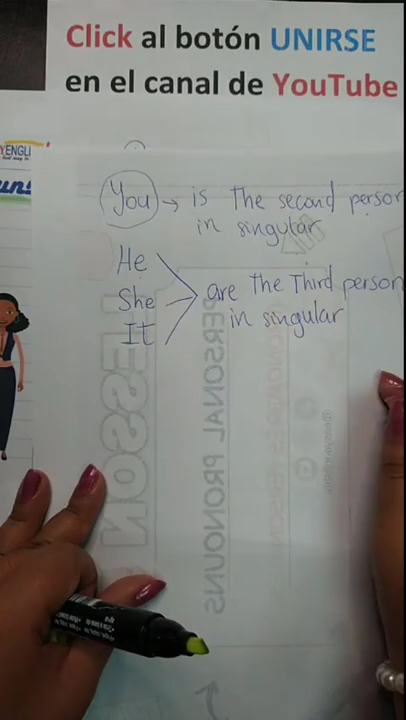 Click al botón UNIRSE
en el canal de YouTube
You → is The second person
in singular
He
She
It
are the Third person
in singular
LESSON
PERSONAL PRONOUNS